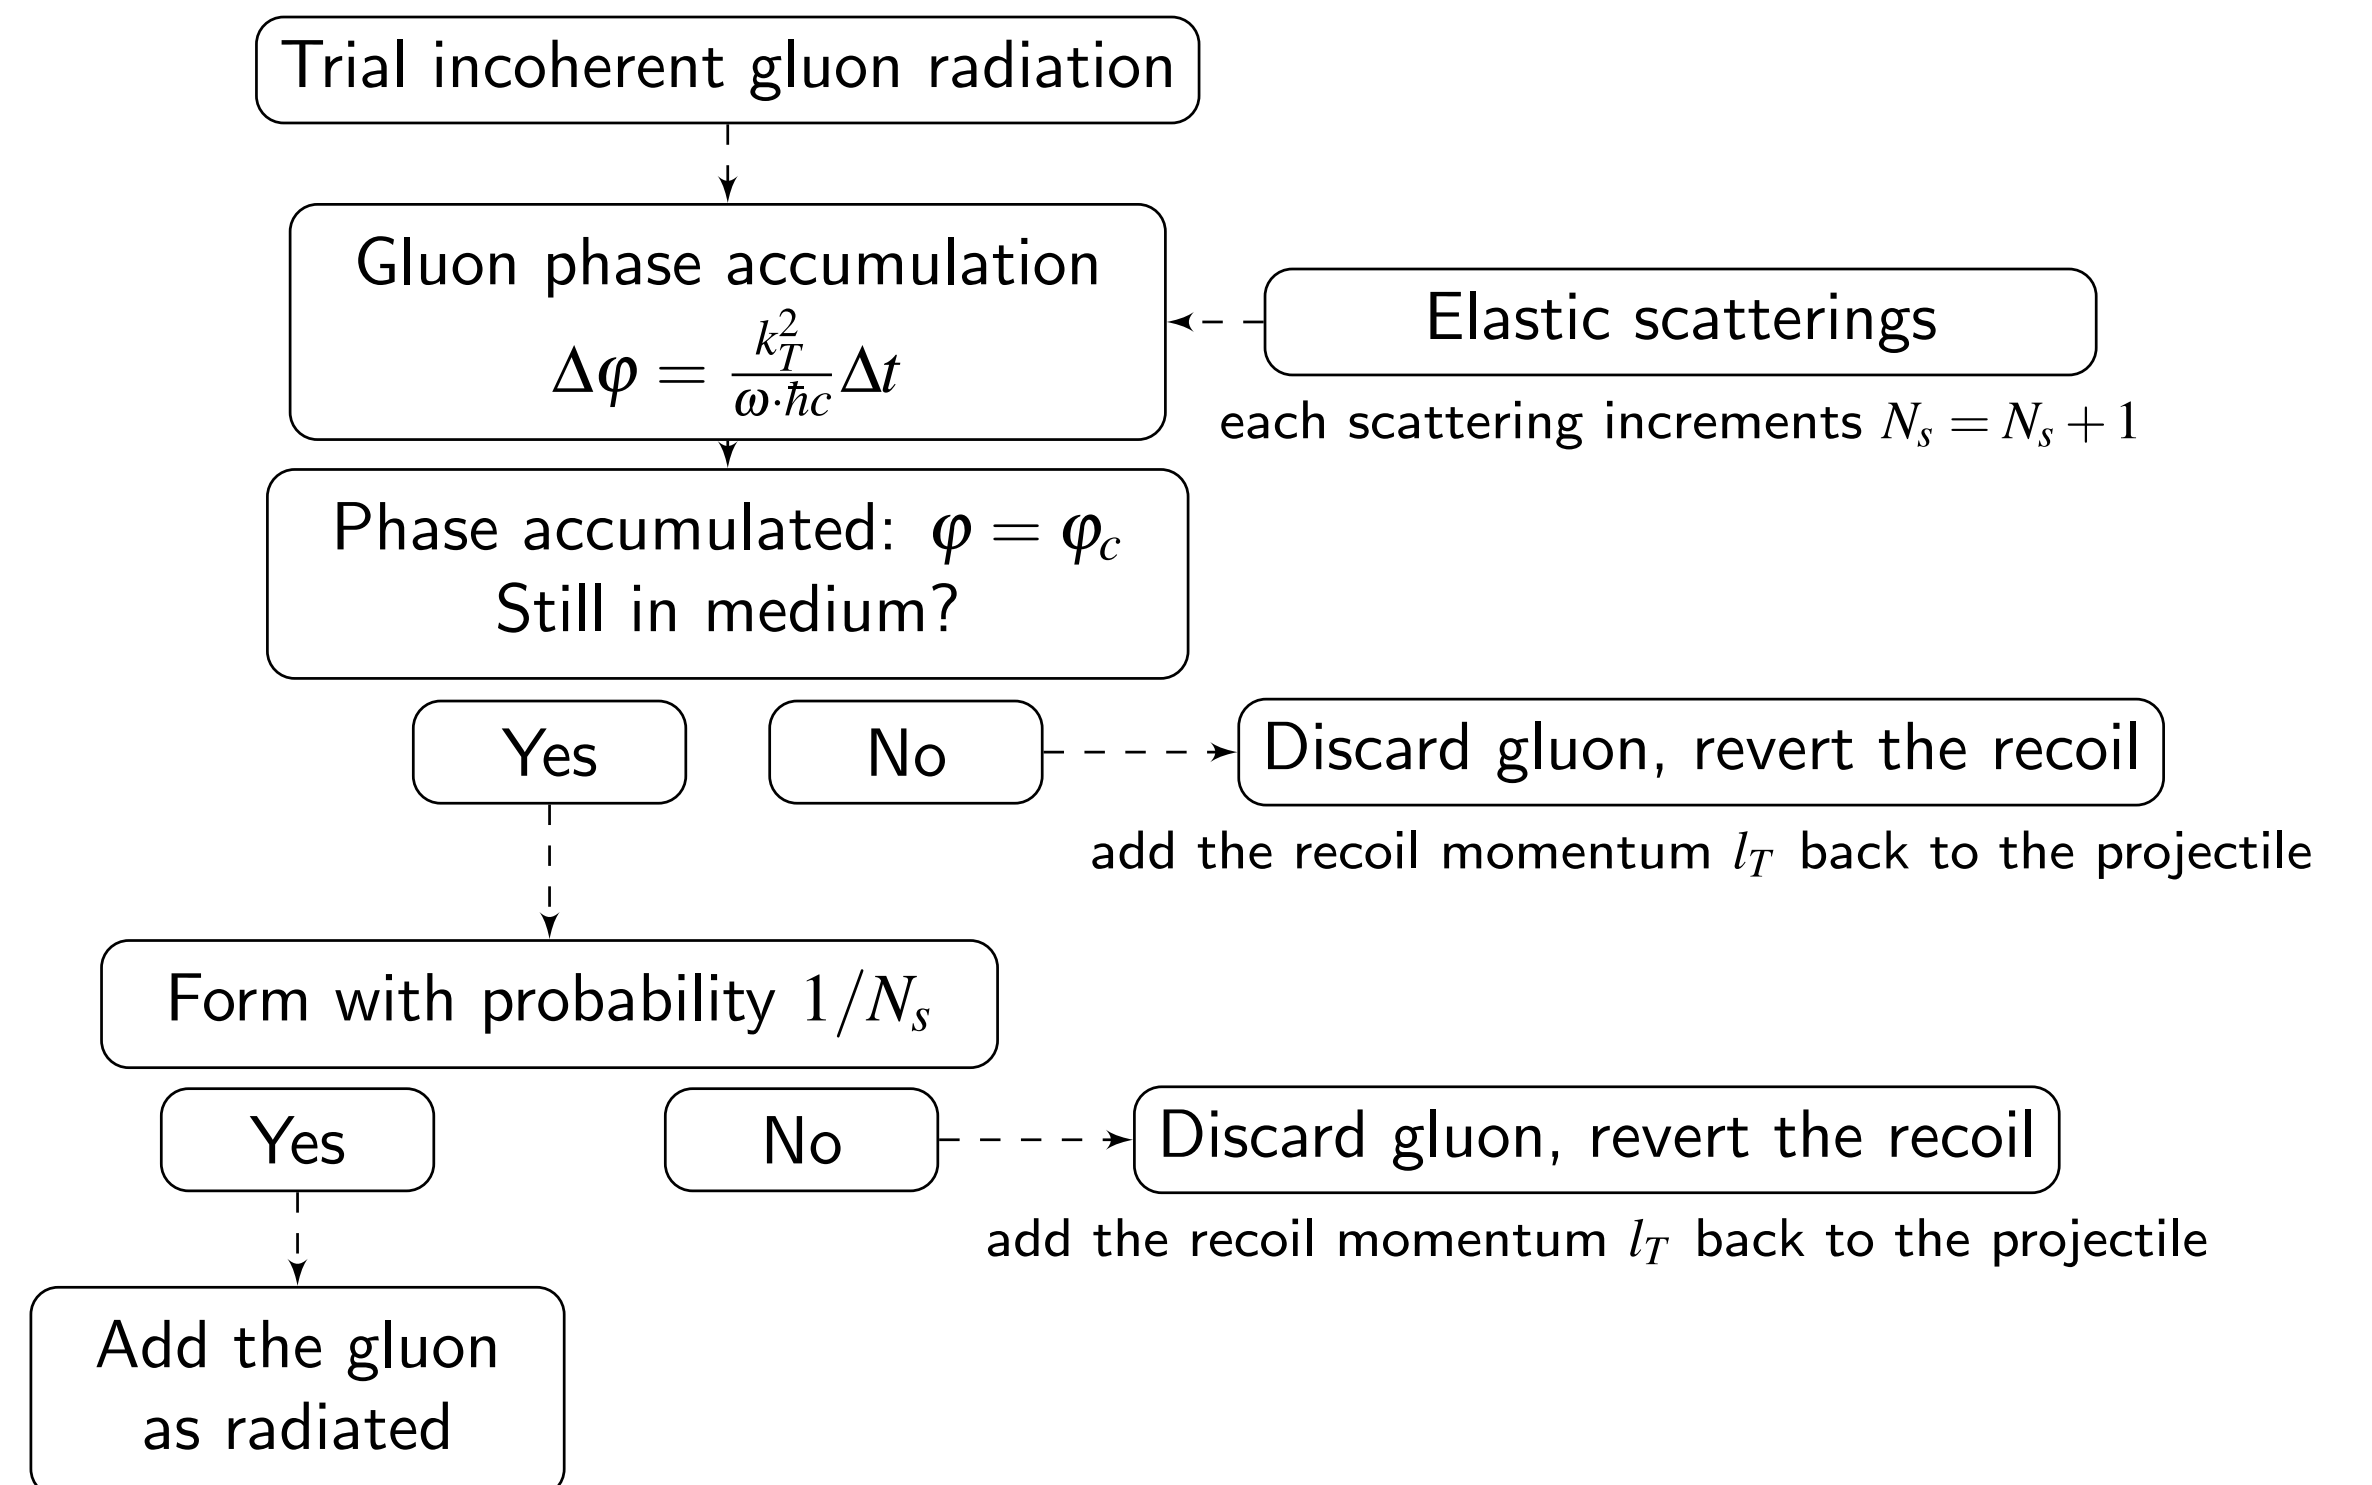 Trial incoherent gluon radiation
Gluon phase accumulation
Δφ = k_T^2/(ω·ħc) Δt
Elastic scatterings
each scattering increments N_s = N_s + 1
Phase accumulated: φ = φ_c
Still in medium?
Yes
No
Discard gluon, revert the recoil
add the recoil momentum l_T back to the projectile
Form with probability 1/N_s
Yes
No
Discard gluon, revert the recoil
add the recoil momentum l_T back to the projectile
Add the gluon
as radiated